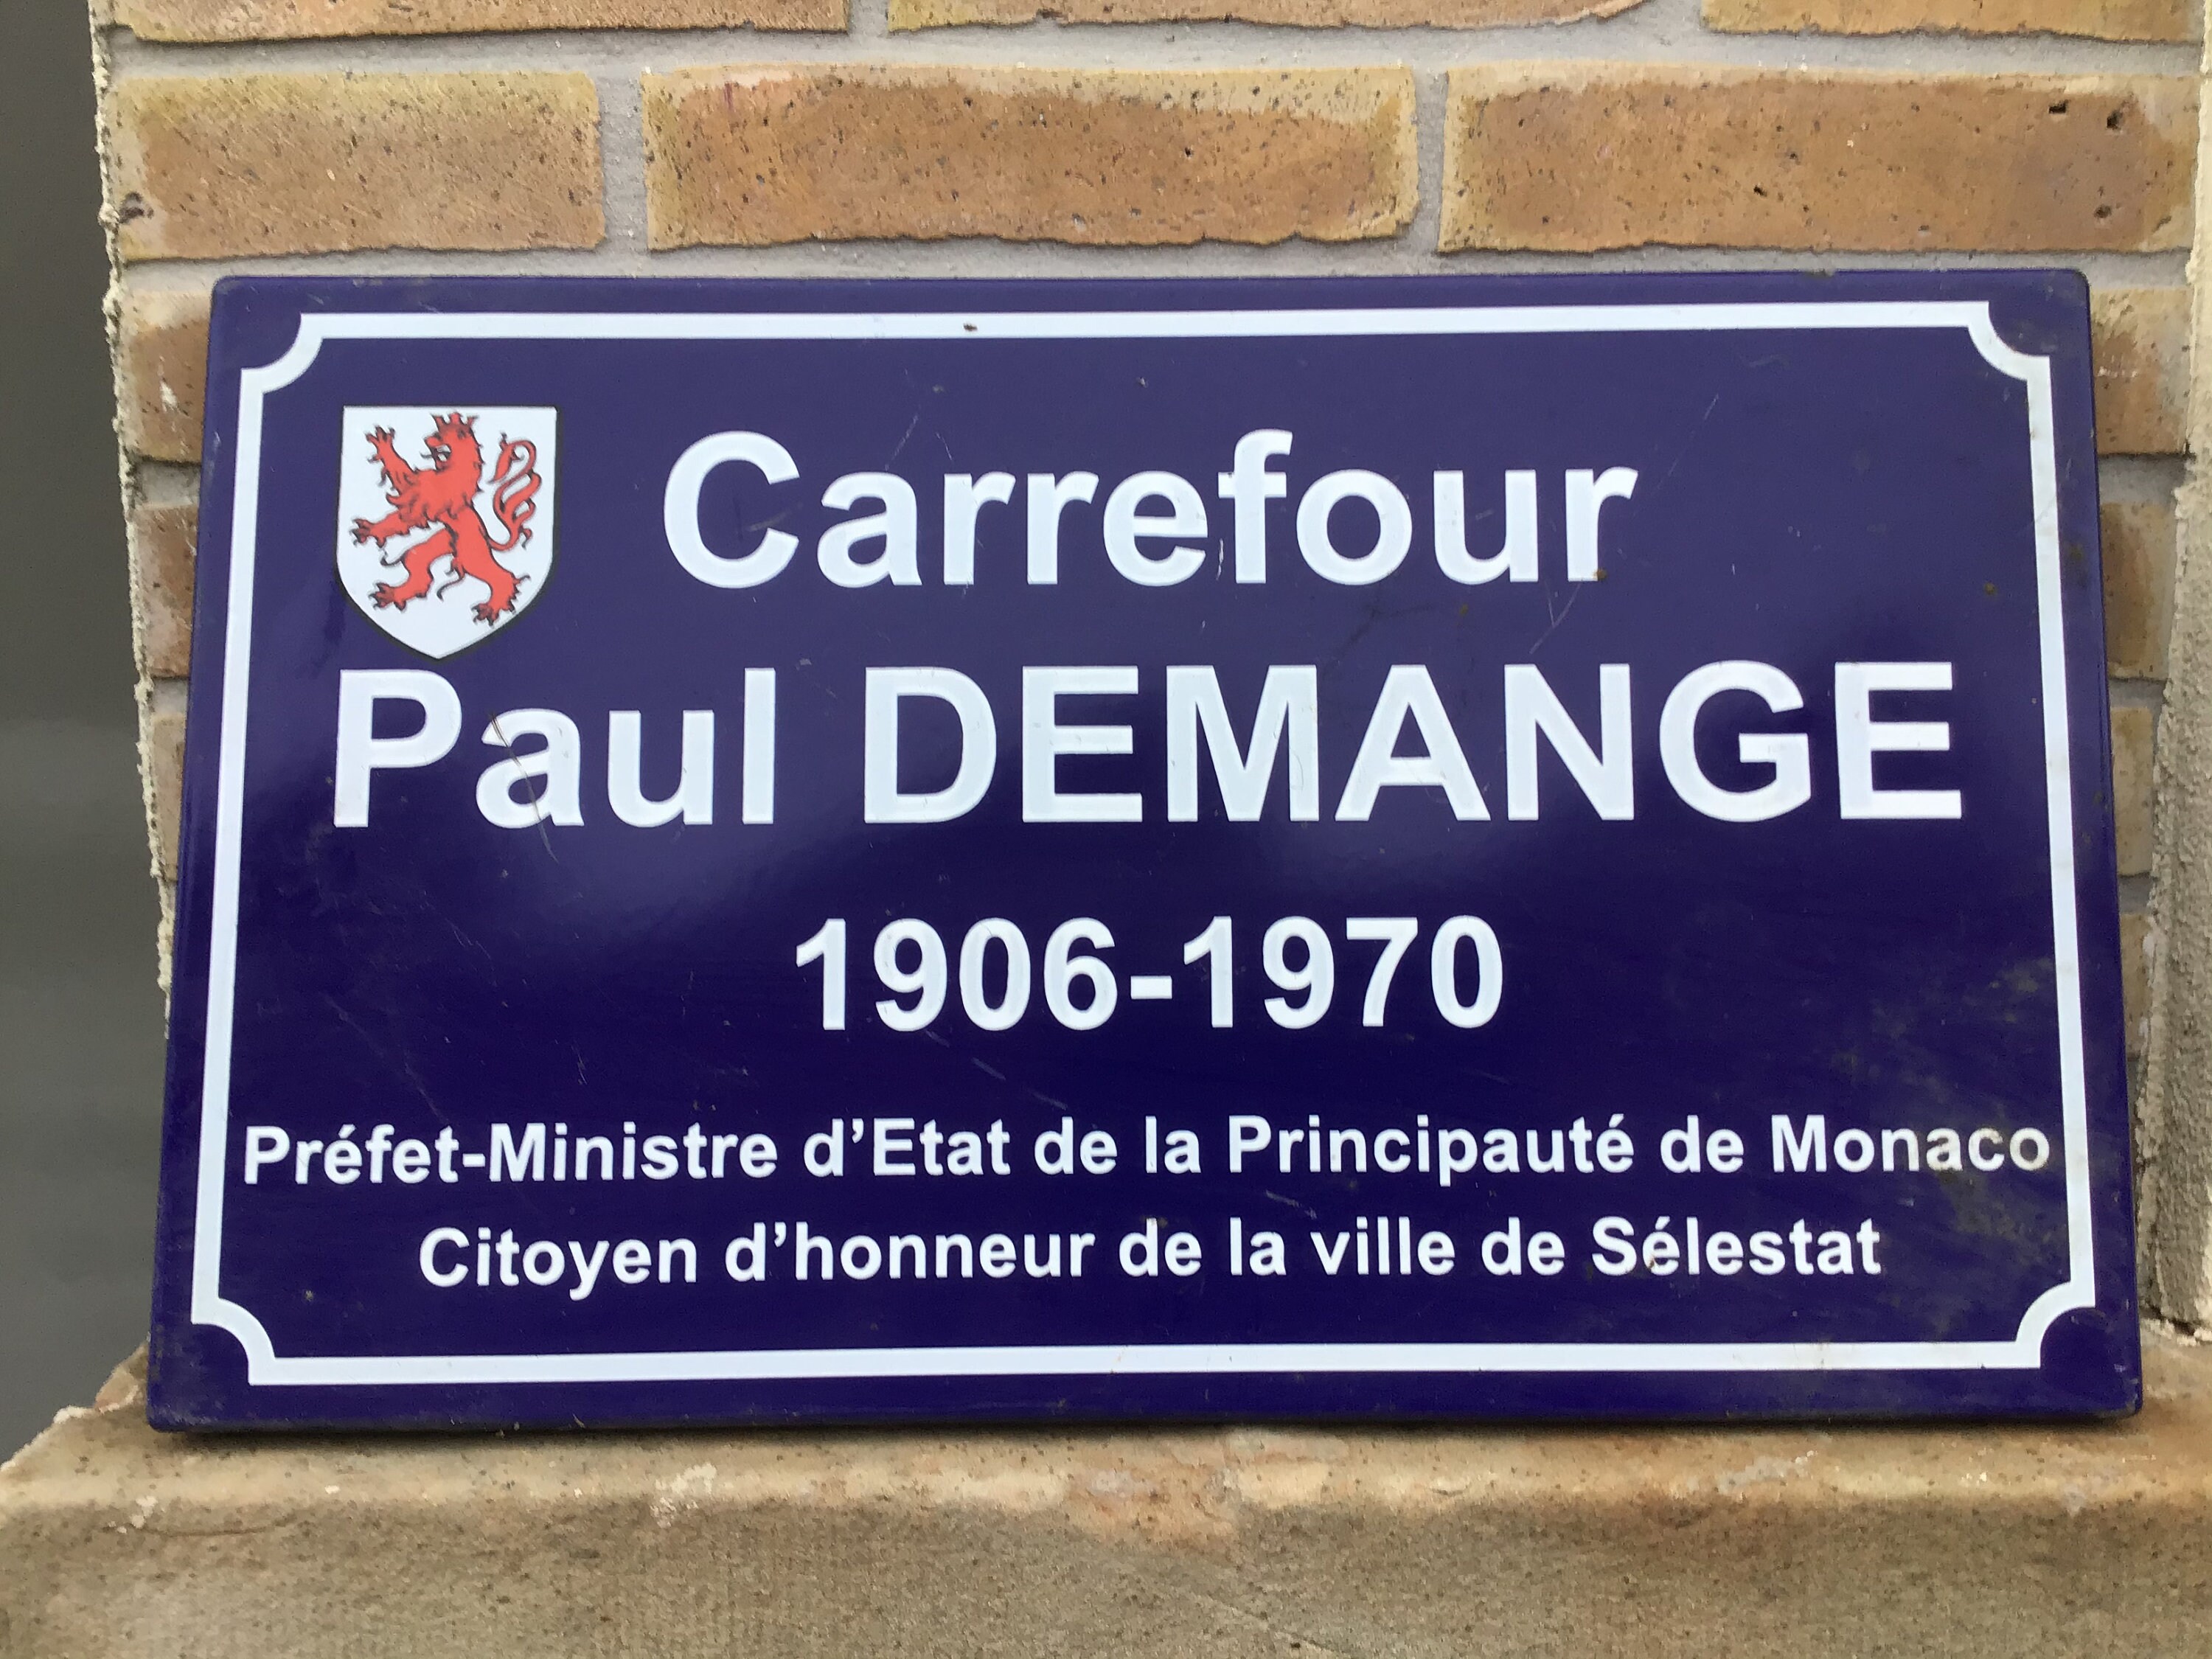 Carrefour
Paul DEMANGE
1906-1970
Préfet-Ministre d’Etat de la Principauté de Monaco
Citoyen d’honneur de la ville de Sélestat